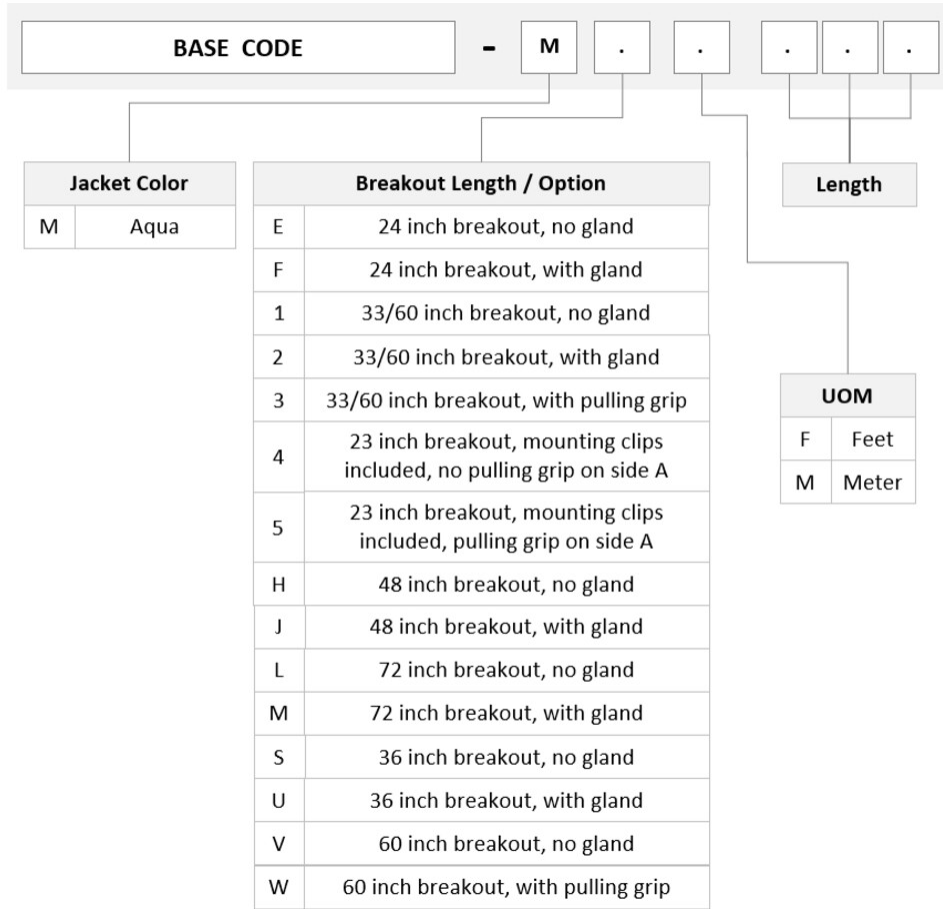 BASE CODE - M . . . . .
Jacket Color
M Aqua
Breakout Length / Option
E 24 inch breakout, no gland
F 24 inch breakout, with gland
1 33/60 inch breakout, no gland
2 33/60 inch breakout, with gland
3 33/60 inch breakout, with pulling grip
4 23 inch breakout, mounting clips
included, no pulling grip on side A
5 23 inch breakout, mounting clips
included, pulling grip on side A
H 48 inch breakout, no gland
J 48 inch breakout, with gland
L 72 inch breakout, no gland
M 72 inch breakout, with gland
S 36 inch breakout, no gland
U 36 inch breakout, with gland
V 60 inch breakout, no gland
W 60 inch breakout, with pulling grip
Length
UOM
F Feet
M Meter